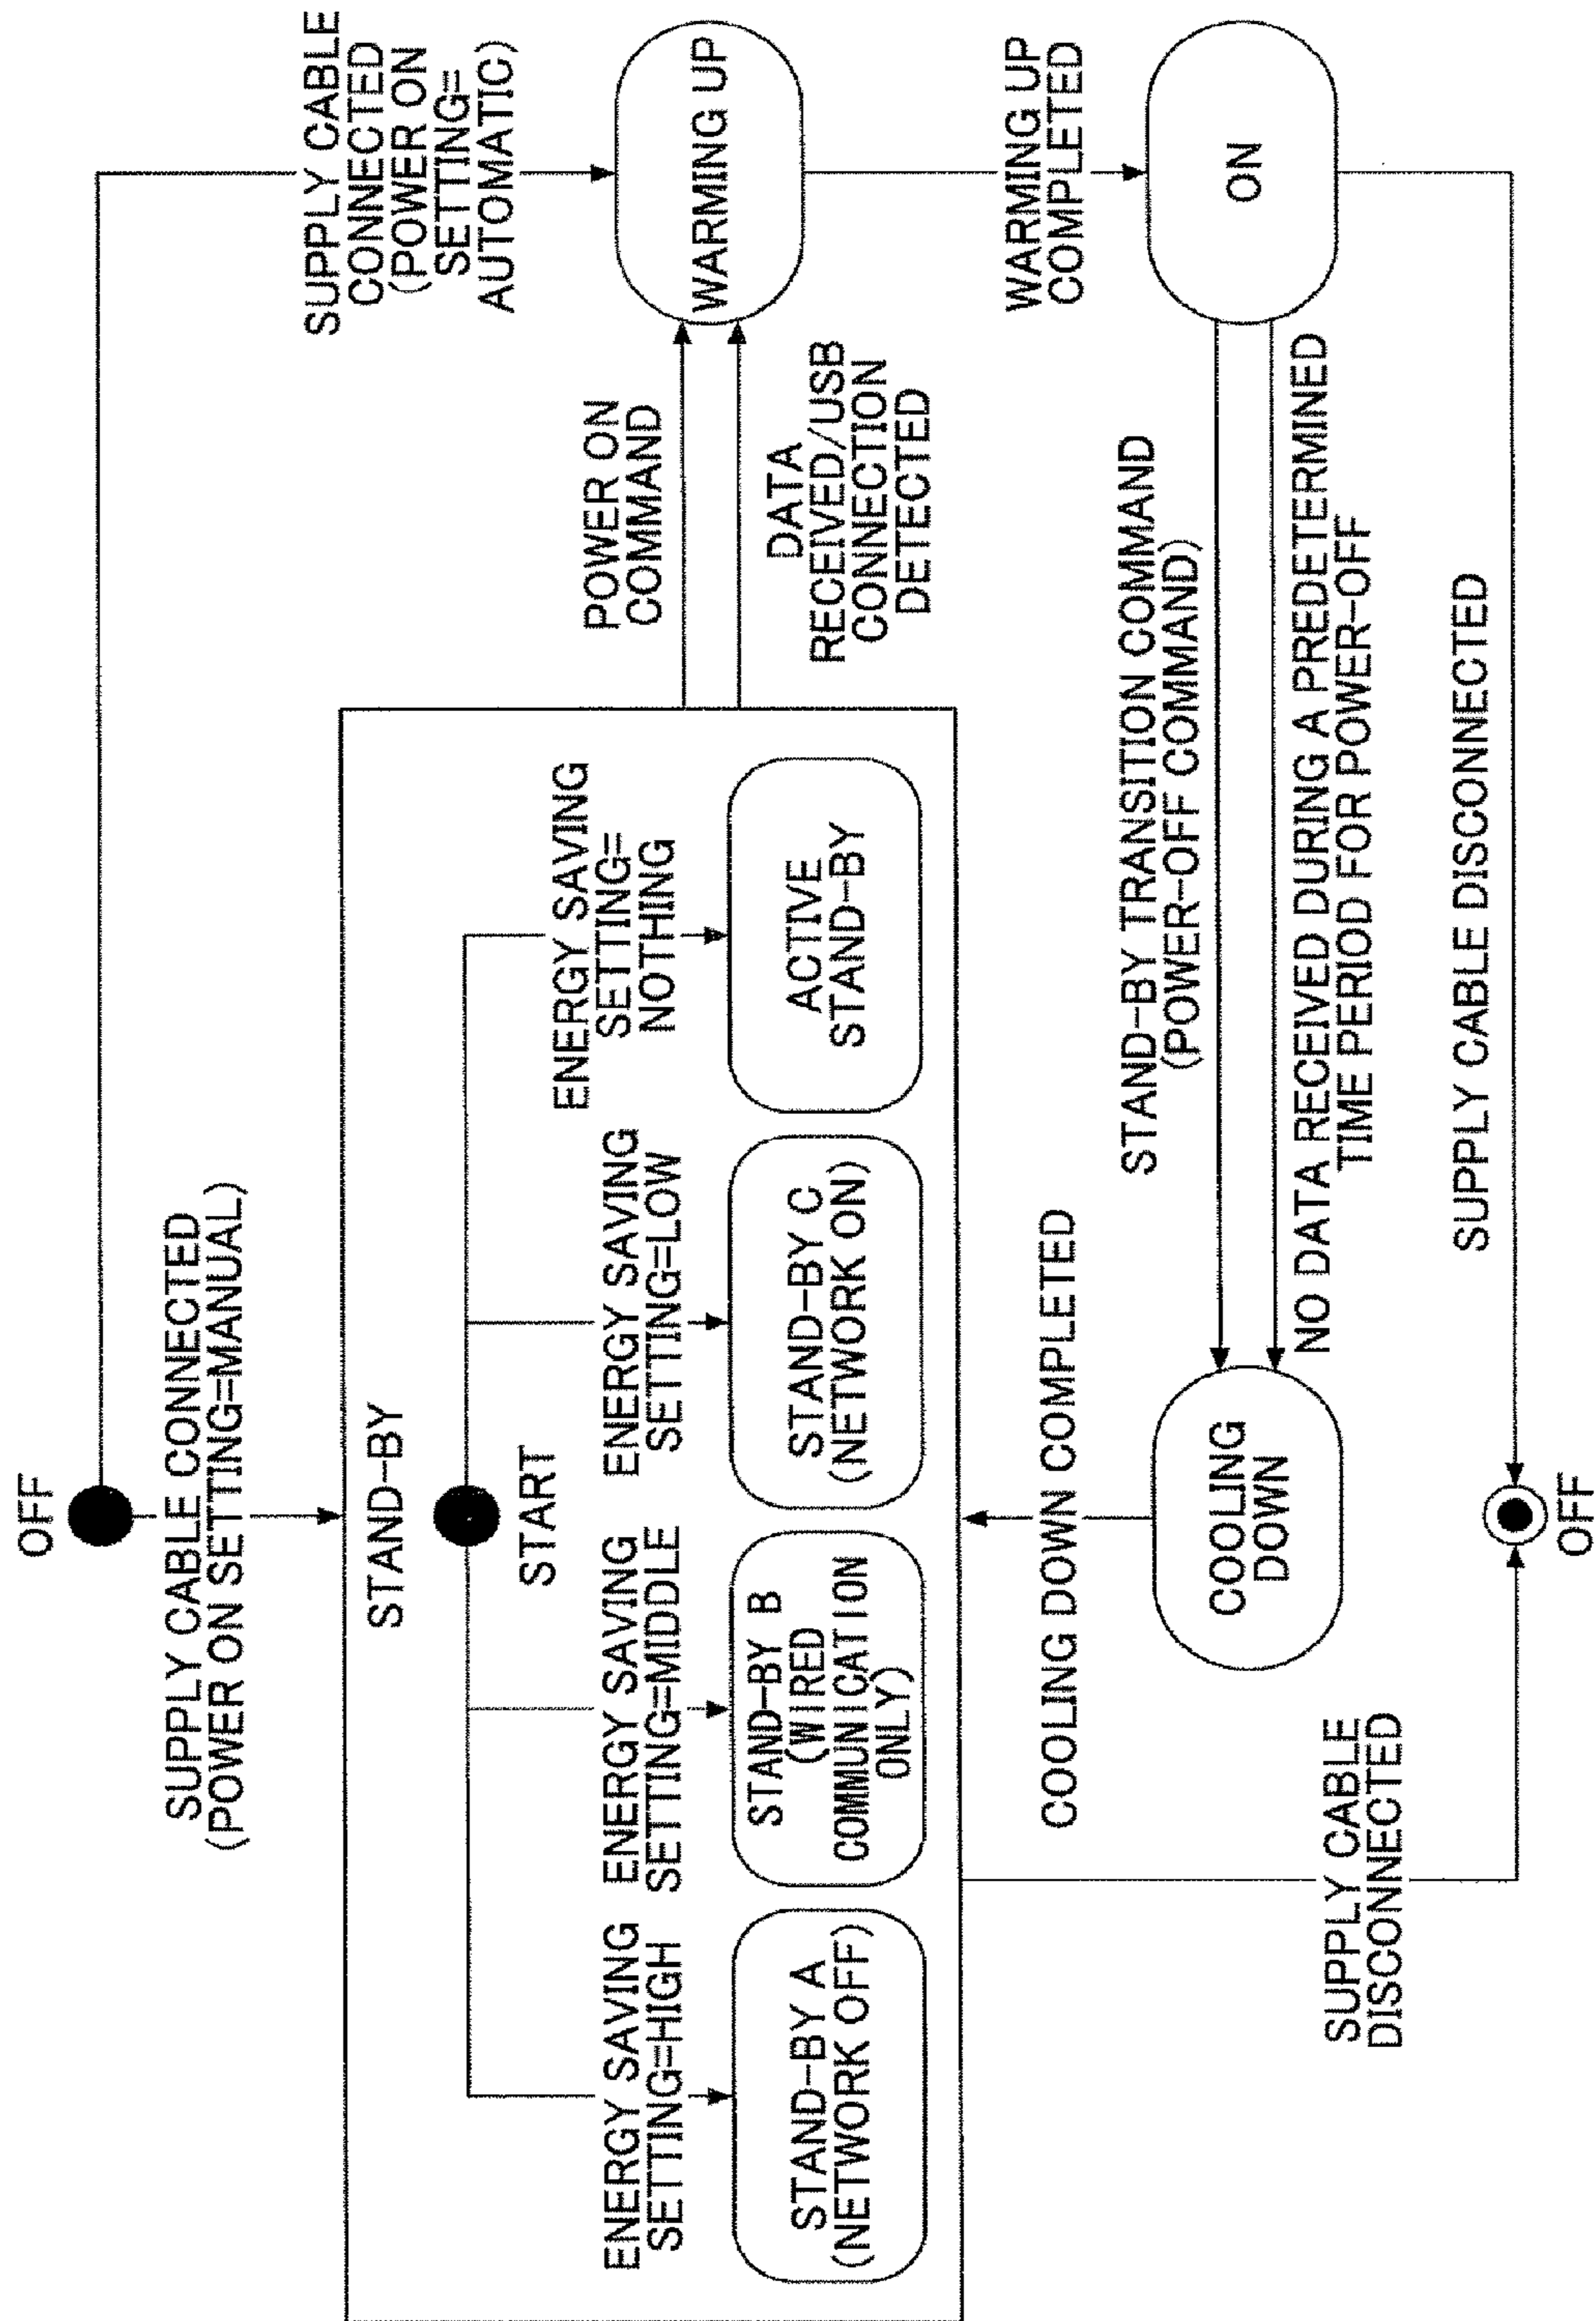 OFF
SUPPLY CABLE CONNECTED
(POWER ON SETTING=MANUAL)
SUPPLY CABLE
CONNECTED
(POWER ON
SETTING=
AUTOMATIC)
STAND-BY
START
ENERGY SAVING
SETTING=HIGH
ENERGY SAVING
SETTING=MIDDLE
ENERGY SAVING
SETTING=LOW
ENERGY SAVING
SETTING=
NOTHING
STAND-BY A
(NETWORK OFF)
STAND-BY B
(WIRED
COMMUNICATION
ONLY)
STAND-BY C
(NETWORK ON)
ACTIVE
STAND-BY
POWER ON
COMMAND
DATA
RECEIVED/USB
CONNECTION
DETECTED
WARMING UP
WARMING UP
COMPLETED
COOLING DOWN COMPLETED
STAND-BY TRANSITION COMMAND
(POWER-OFF COMMAND)
COOLING
DOWN
ON
NO DATA RECEIVED DURING A PREDETERMINED
TIME PERIOD FOR POWER-OFF
SUPPLY CABLE
DISCONNECTED
SUPPLY CABLE DISCONNECTED
OFF